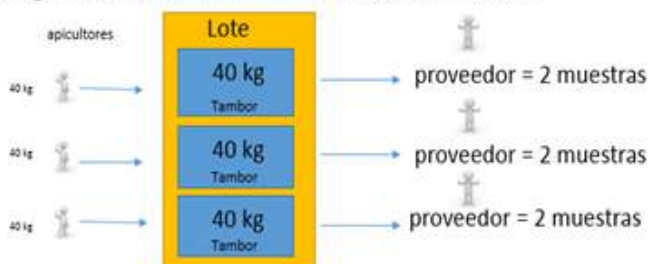 apicultores
Lote
40 kg
40 kg
Tambor
proveedor = 2 muestras
40 kg
40 kg
Tambor
proveedor = 2 muestras
40 kg
40 kg
Tambor
proveedor = 2 muestras